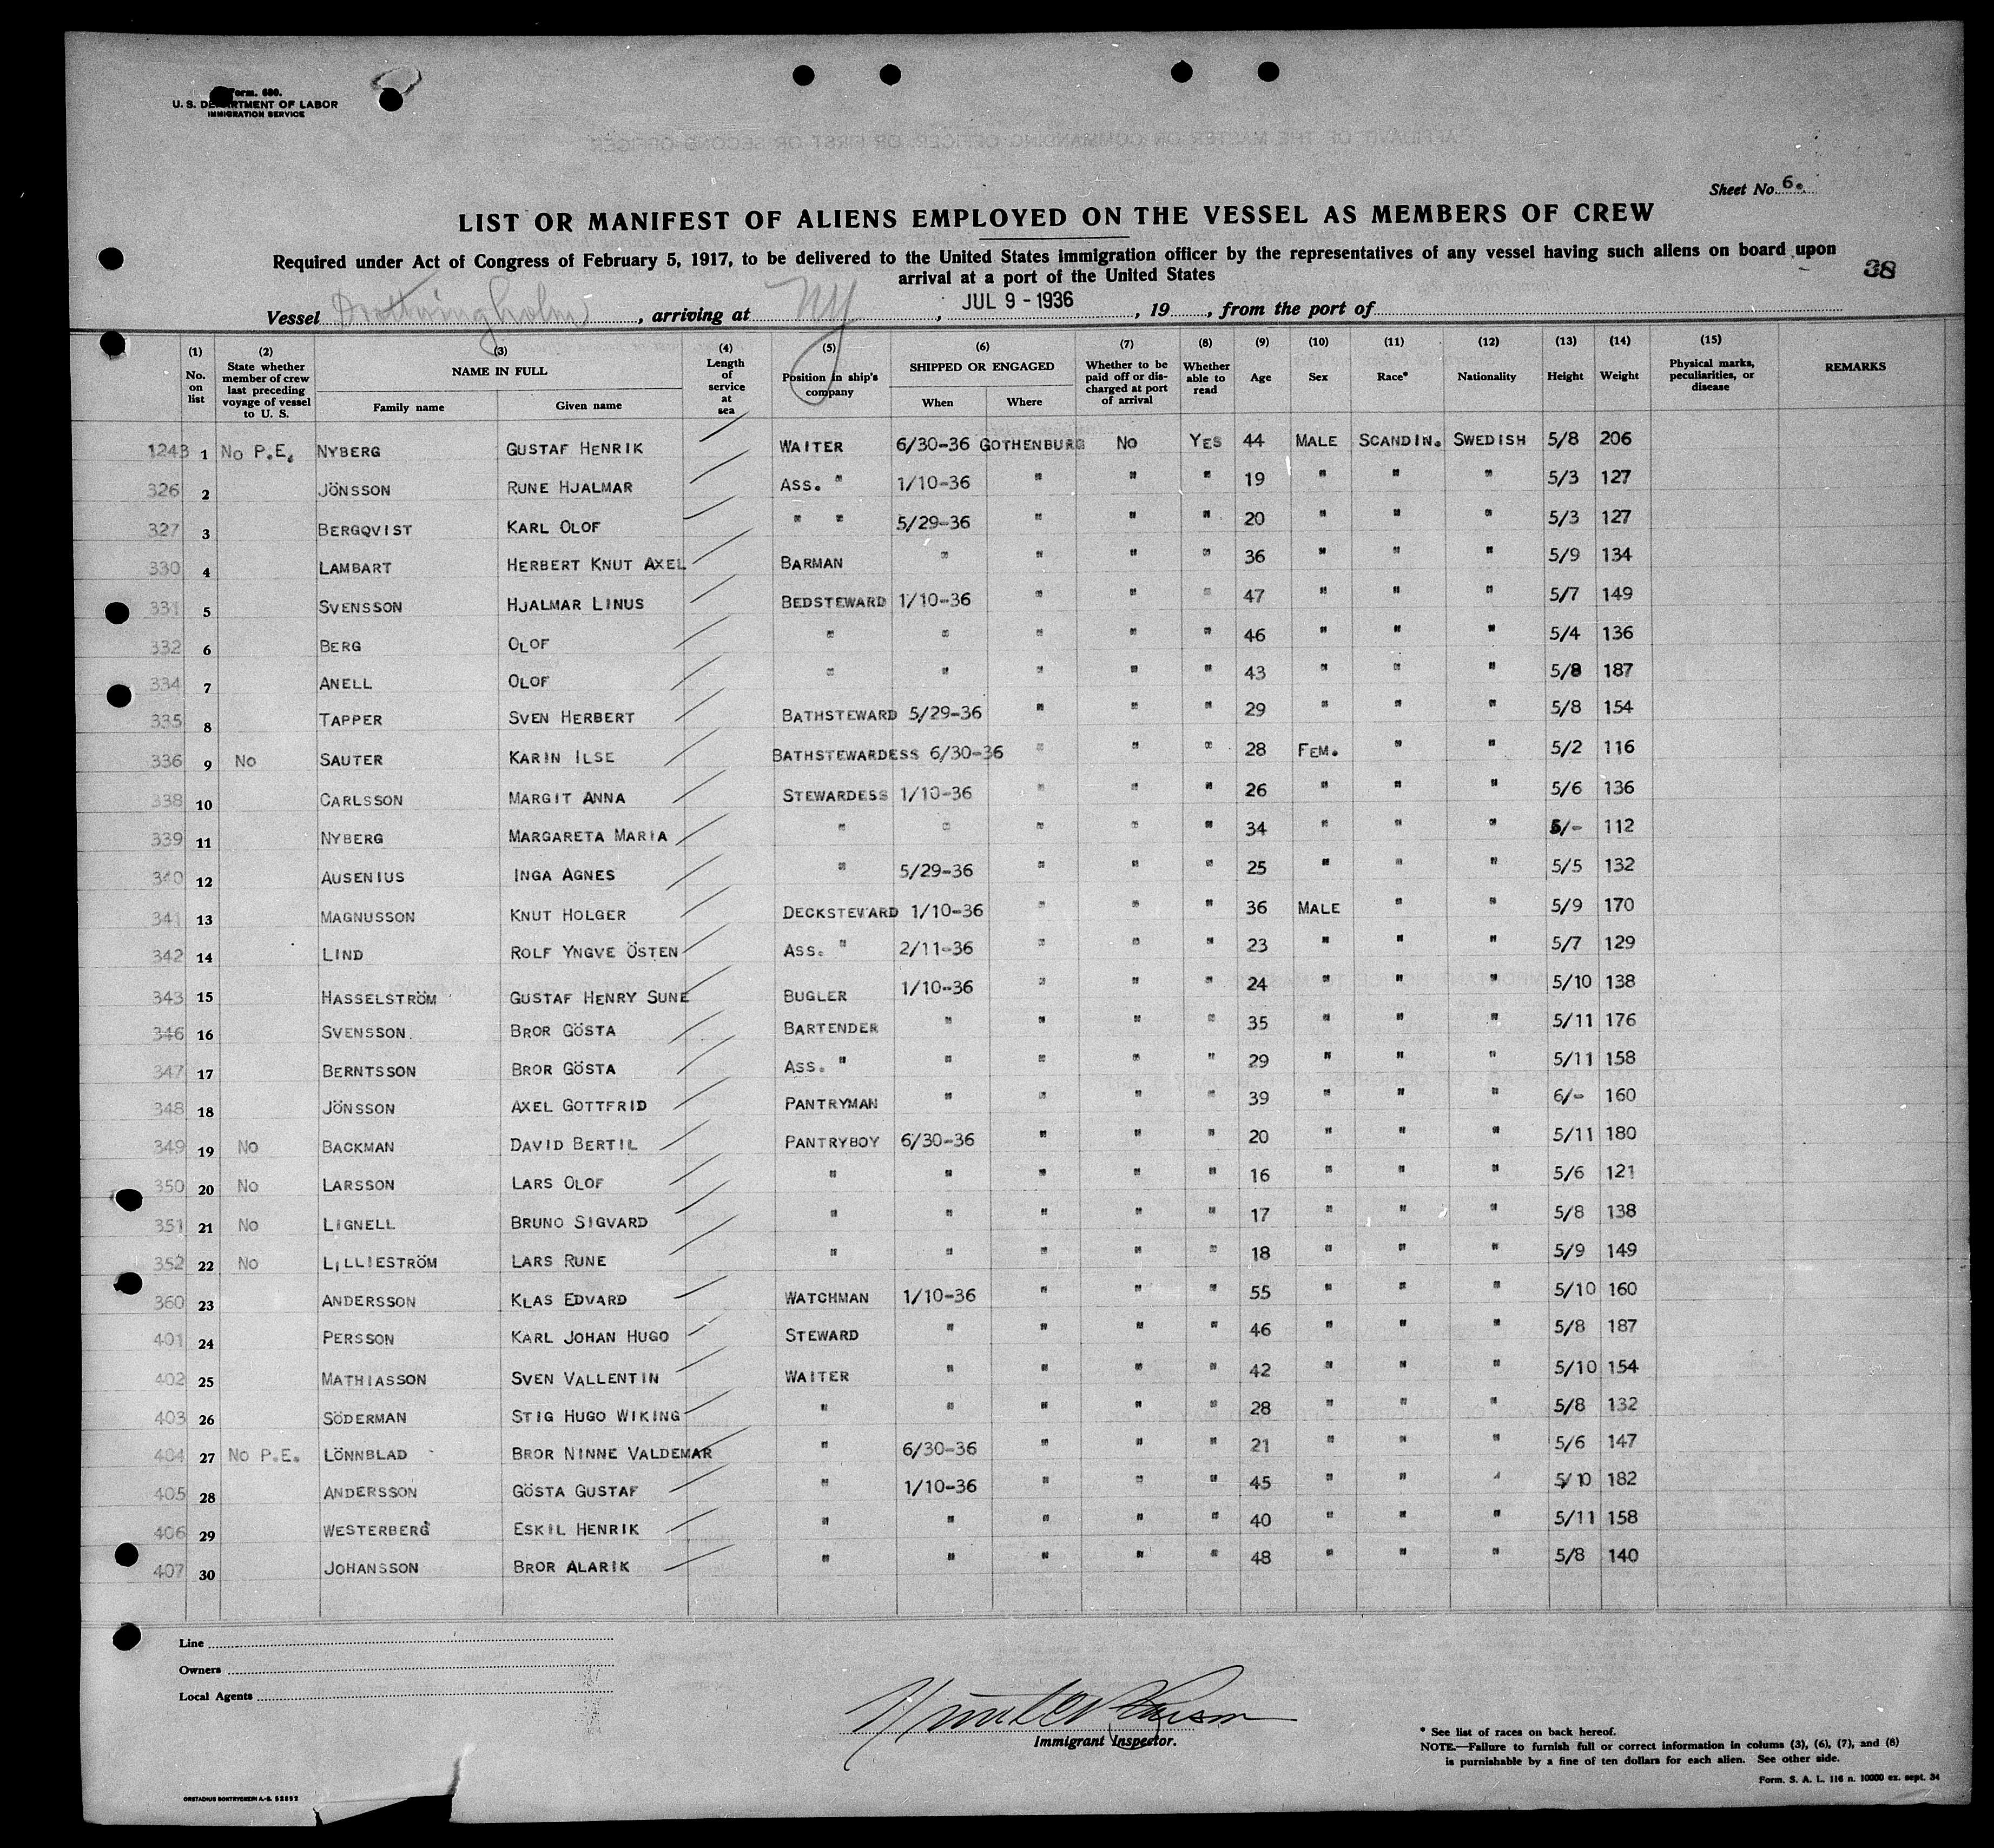 Form. 680.
U. S. DEPARTMENT OF LABOR
IMMIGRATION SERVICE
Sheet No. 6.
LIST OR MANIFEST OF ALIENS EMPLOYED ON THE VESSEL AS MEMBERS OF CREW
Required under Act of Congress of February 5, 1917, to be delivered to the United States immigration officer by the representatives of any vessel having such aliens on board upon
arrival at a port of the United States
38
Vessel Drottningholm, arriving at NY, JUL 9 - 1936, 19, from the port of
(1) No. on list (2) State whether member of crew last preceding voyage of vessel to U. S. (3) NAME IN FULL Family name Given name (4) Length of service at sea (5) Position in ship's company (6) SHIPPED OR ENGAGED When Where (7) Whether to be paid off or discharged at port of arrival (8) Whether able to read (9) Age (10) Sex (11) Race* (12) Nationality (13) Height (14) Weight (15) Physical marks, peculiarities, or disease REMARKS
1243 1 NO P.E. NYBERG GUSTAF HENRIK WAITER 6/30-36 GOTHENBURG NO YES 44 MALE SCANDIN. SWEDISH 5/8 206
326 2 JÖNSSON RUNE HJALMAR ASS. " 1/10-36 " " " 19 " " " 5/3 127
327 3 BERGQVIST KARL OLOF " " 5/29-36 " " " 20 " " " 5/3 127
330 4 LAMBART HERBERT KNUT AXEL BARMAN " " " " 36 " " " 5/9 134
331 5 SVENSSON HJALMAR LINUS BEDSTEWARD 1/10-36 " " " 47 " " " 5/7 149
332 6 BERG OLOF " " " " " 46 " " " 5/4 136
334 7 ANELL OLOF " " " " " 43 " " " 5/8 187
335 8 TAPPER SVEN HERBERT BATHSTEWARD 5/29-36 " " " 29 " " " 5/8 154
336 9 NO SAUTER KARIN ILSE BATHSTEWARDESS 6/30-36 " " " 28 FEM. " " 5/2 116
338 10 CARLSSON MARGIT ANNA STEWARDESS 1/10-36 " " " 26 " " " 5/6 136
339 11 NYBERG MARGARETA MARIA " " " " " 34 " " " 5/- 112
340 12 AUSENIUS INGA AGNES " 5/29-36 " " " 25 " " " 5/5 132
341 13 MAGNUSSON KNUT HOLGER DECKSTEWARD 1/10-36 " " " 36 MALE " " 5/9 170
342 14 LIND ROLF YNGVE ÖSTEN ASS. " 2/11-36 " " " 23 " " " 5/7 129
343 15 HASSELSTRÖM GUSTAF HENRY SUNE BUGLER 1/10-36 " " " 24 " " " 5/10 138
346 16 SVENSSON BROR GÖSTA BARTENDER " " " " 35 " " " 5/11 176
347 17 BERNTSSON BROR GÖSTA ASS. " " " " " 29 " " " 5/11 158
348 18 JÖNSSON AXEL GOTTFRID PANTRYMAN " " " " 39 " " " 6/- 160
349 19 NO BACKMAN DAVID BERTIL PANTRYBOY 6/30-36 " " " 20 " " " 5/11 180
350 20 NO LARSSON LARS OLOF " " " " " 16 " " " 5/6 121
351 21 NO LIGNELL BRUNO SIGVARD " " " " " 17 " " " 5/8 138
352 22 NO LILLIESTRÖM LARS RUNE " " " " " 18 " " " 5/9 149
360 23 ANDERSSON KLAS EDVARD WATCHMAN 1/10-36 " " " 55 " " " 5/10 160
401 24 PERSSON KARL JOHAN HUGO STEWARD " " " " 46 " " " 5/8 187
402 25 MATHIASSON SVEN VALLENTIN WAITER " " " " 42 " " " 5/10 154
403 26 SÖDERMAN STIG HUGO WIKING " " " " " 28 " " " 5/8 132
404 27 NO P.E. LÖNNBLAD BROR NINNE VALDEMAR " 6/30-36 " " " 21 " " " 5/6 147
405 28 ANDERSSON GÖSTA GUSTAF " 1/10-36 " " " 45 " " " 5/10 182
406 29 WESTERBERG ESKIL HENRIK " " " " " 40 " " " 5/11 158
407 30 JOHANSSON BROR ALARIK " " " " " 48 " " " 5/8 140
Line
Owners
Local Agents
Immigrant Inspector.
* See list of races on back hereof.
NOTE.—Failure to furnish full or correct information in colums (3), (6), (7), and (8)
is punishable by a fine of ten dollars for each alien. See other side.
Form. S. A. L. 116 n. 10000 ex. sept. 34